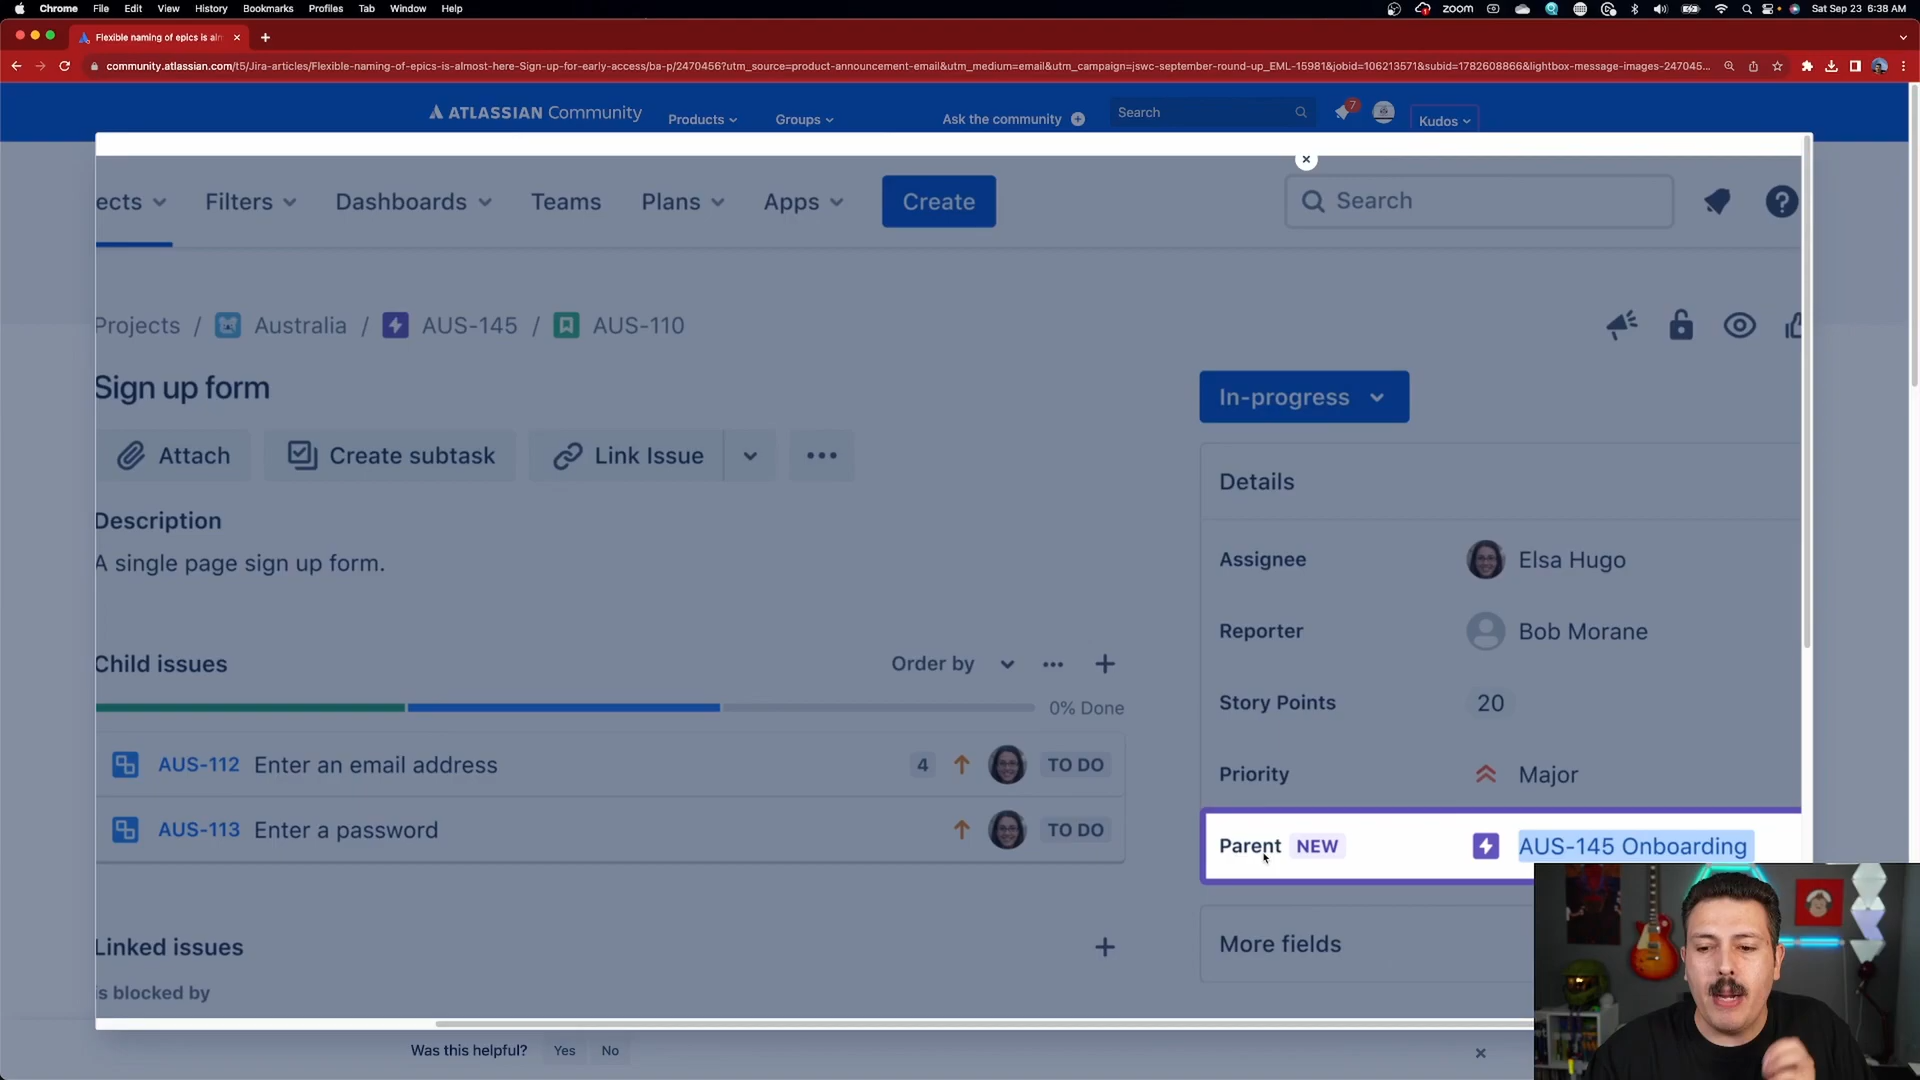 Chrome File Edit View History Bookmarks Profiles Tab Window Help
zoom
Sat Sep 23 6:38 AM
Flexible naming of epics is alm
community.atlassian.com/t5/Jira-articles/Flexible-naming-of-epics-is-almost-here-Sign-up-for-early-access/ba-p/2470456?utm_source=product-announcement-email&utm_medium=email&utm_campaign=jswc-september-round-up_EML-15981&jobid=106213571&subid=1782608866&lightbox-message-images-247045...
ATLASSIAN Community
Products
Groups
Ask the community
Search
7
Kudos
ects
Filters
Dashboards
Teams
Plans
Apps
Create
Search
Projects / Australia / AUS-145 / AUS-110
Sign up form
In-progress
Attach
Create subtask
Link Issue
Details
Description
A single page sign up form.
Assignee Elsa Hugo
Reporter Bob Morane
Child issues
Order by
Story Points 20
0% Done
AUS-112 Enter an email address 4 TO DO
Priority Major
AUS-113 Enter a password TO DO
Parent NEW AUS-145 Onboarding
More fields
Linked issues
is blocked by
Was this helpful? Yes No